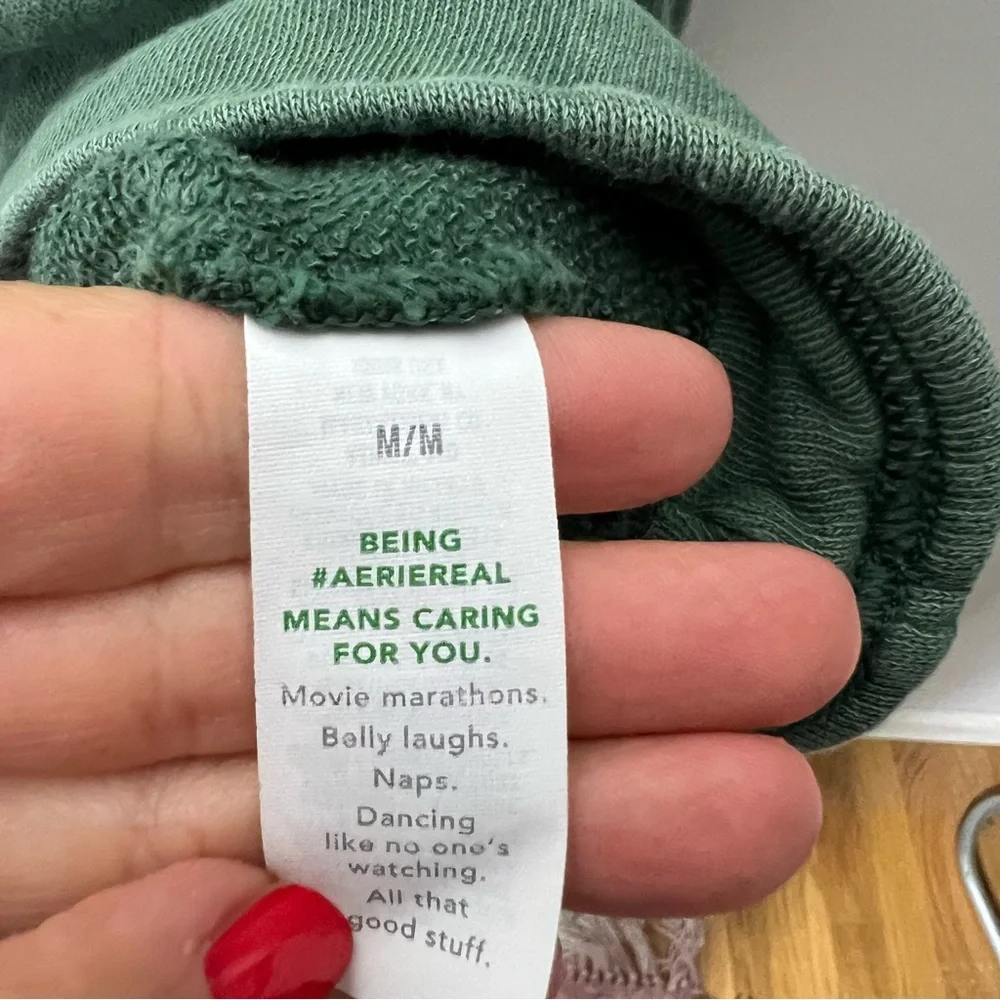 M/M
BEING
#AERIEREAL
MEANS CARING
FOR YOU.
Movie marathons.
Belly laughs.
Naps.
Dancing
like no one's
watching.
All that
good stuff.